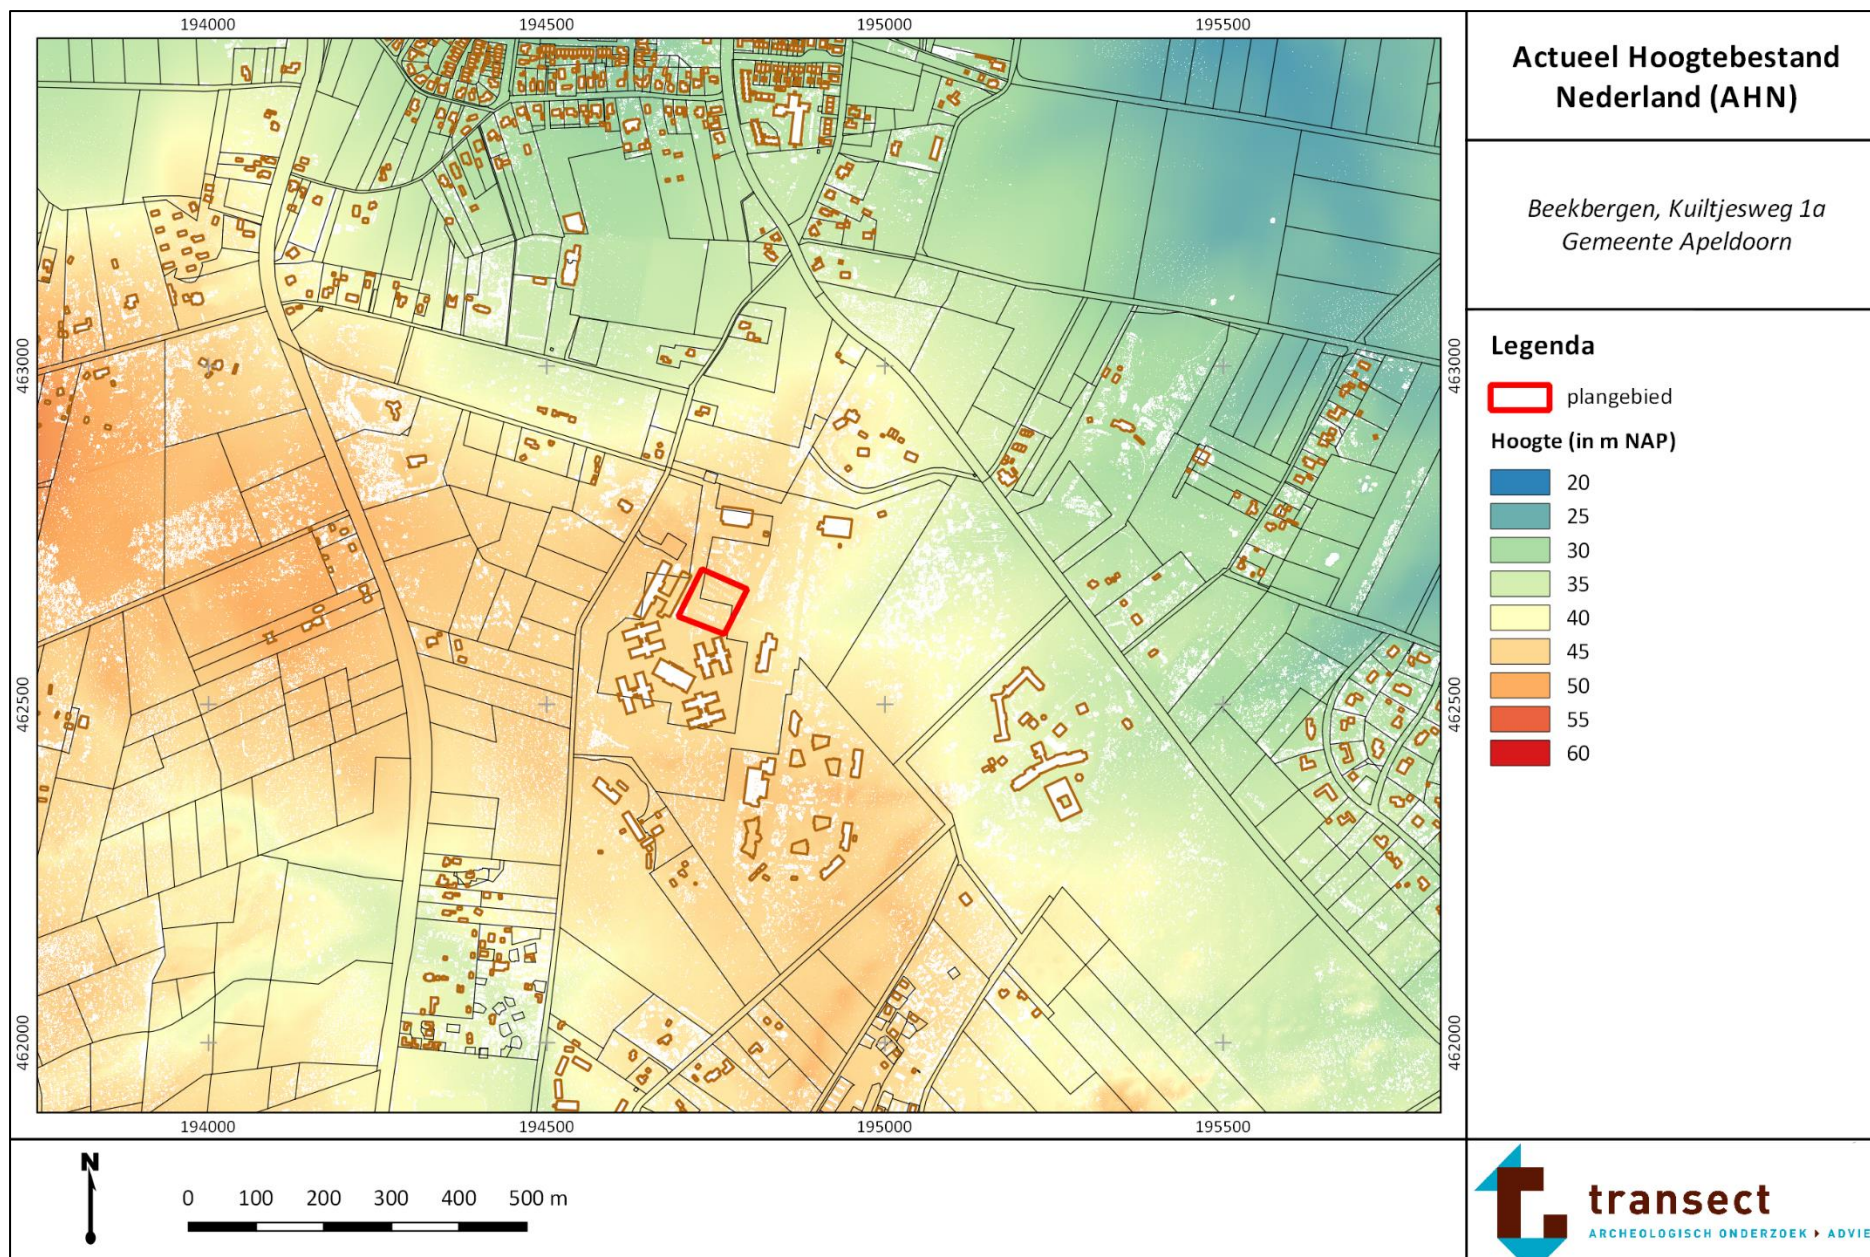 194000 194500 195000 195500
463000 463000
462500 462500
462000 462000
194000 194500 195000 195500
N
0 100 200 300 400 500 m
Actueel Hoogtebestand
Nederland (AHN)
Beekbergen, Kuiltjesweg 1a
Gemeente Apeldoorn
Legenda
plangebied
Hoogte (in m NAP)
20
25
30
35
40
45
50
55
60
transect
ARCHEOLOGISCH ONDERZOEK ADVIE